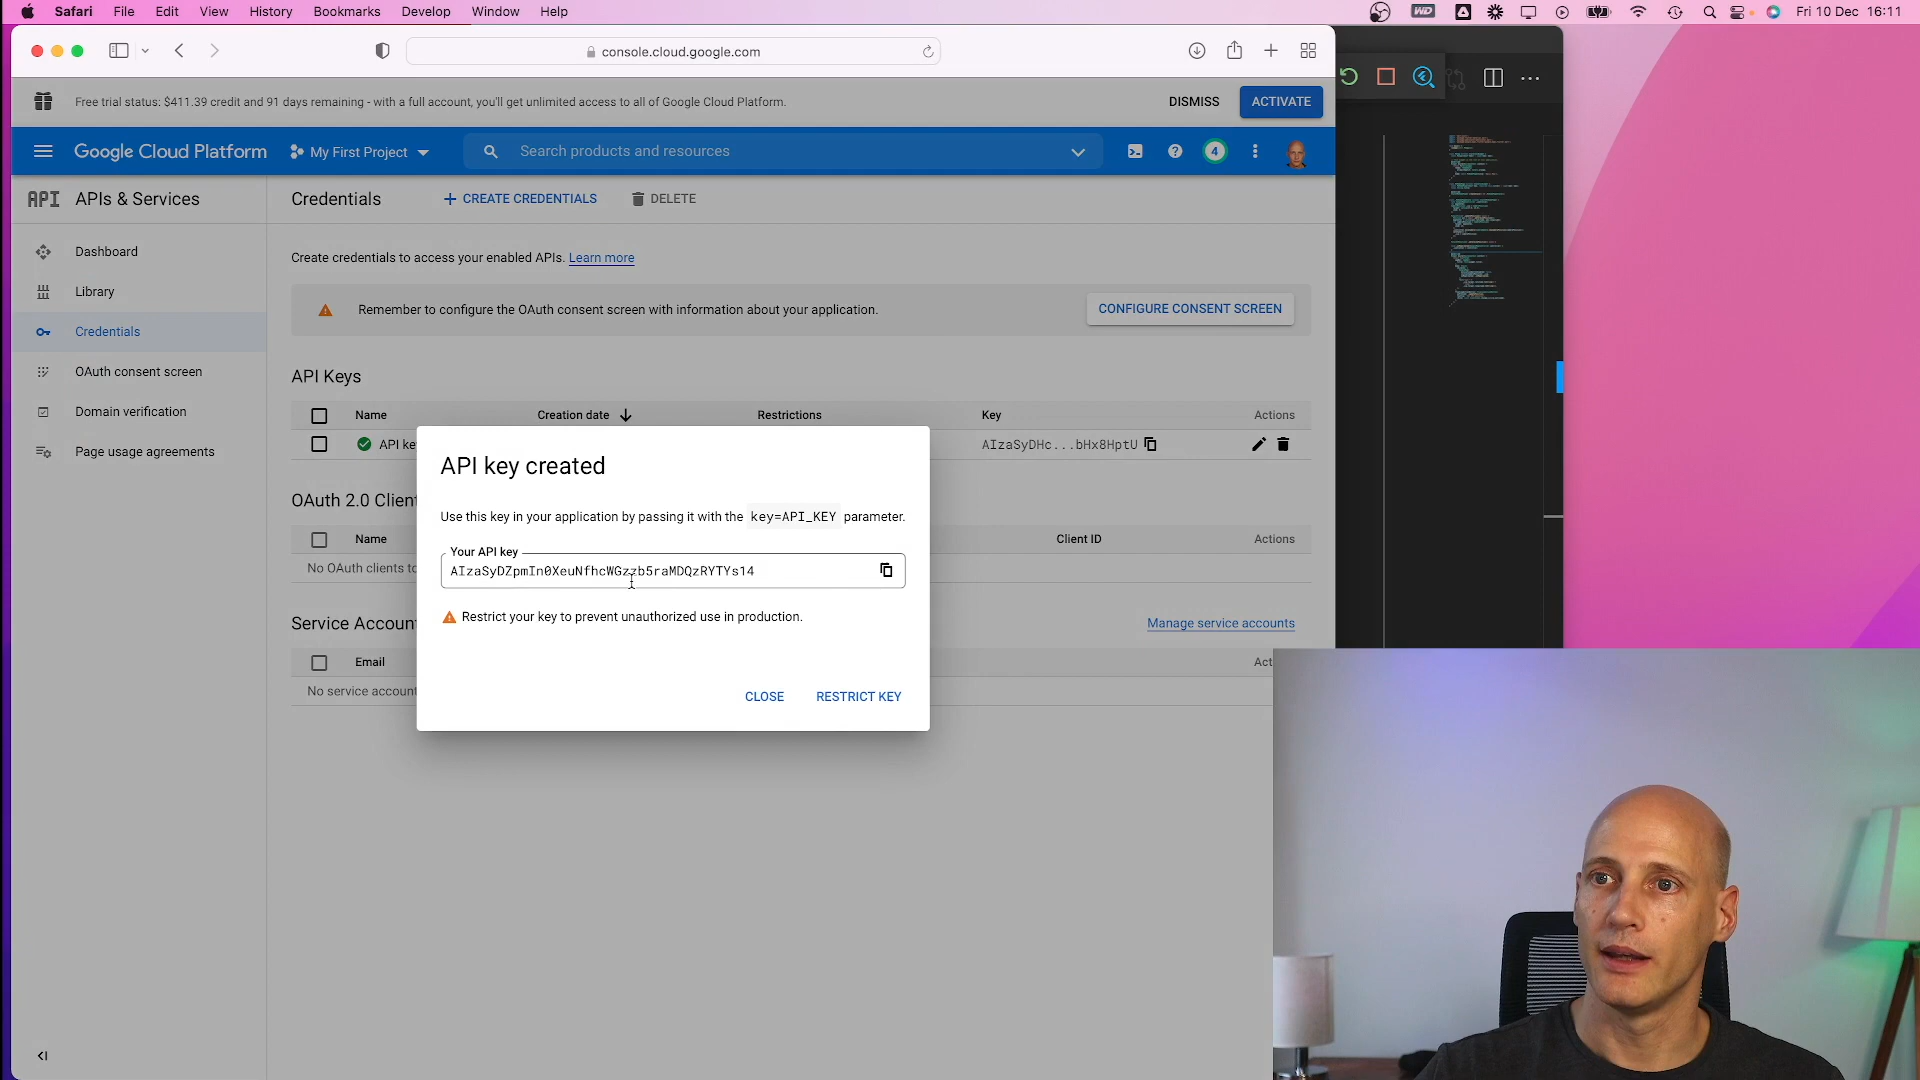 Safari File Edit View History Bookmarks Develop Window Help
WD
Fri 10 Dec 16:11
console.cloud.google.com
Free trial status: $411.39 credit and 91 days remaining - with a full account, you'll get unlimited access to all of Google Cloud Platform.
DISMISS
ACTIVATE
Google Cloud Platform
My First Project
Search products and resources
4
API APIs & Services
Credentials
+ CREATE CREDENTIALS
DELETE
Dashboard
Library
Credentials
OAuth consent screen
Domain verification
Page usage agreements
Create credentials to access your enabled APIs. Learn more
Remember to configure the OAuth consent screen with information about your application.
CONFIGURE CONSENT SCREEN
API Keys
Name Creation date Restrictions Key Actions
API ke
AIzaSyDHc...bHx8HptU
OAuth 2.0 Clien
Name Client ID Actions
No OAuth clients to
Service Accoun
Manage service accounts
Email Act
No service accoun
API key created
Use this key in your application by passing it with the key=API_KEY parameter.
Your API key
AIzaSyDZpmIn0XeuNfhcWGzzb5raMDQzRYTYs14
Restrict your key to prevent unauthorized use in production.
CLOSE
RESTRICT KEY